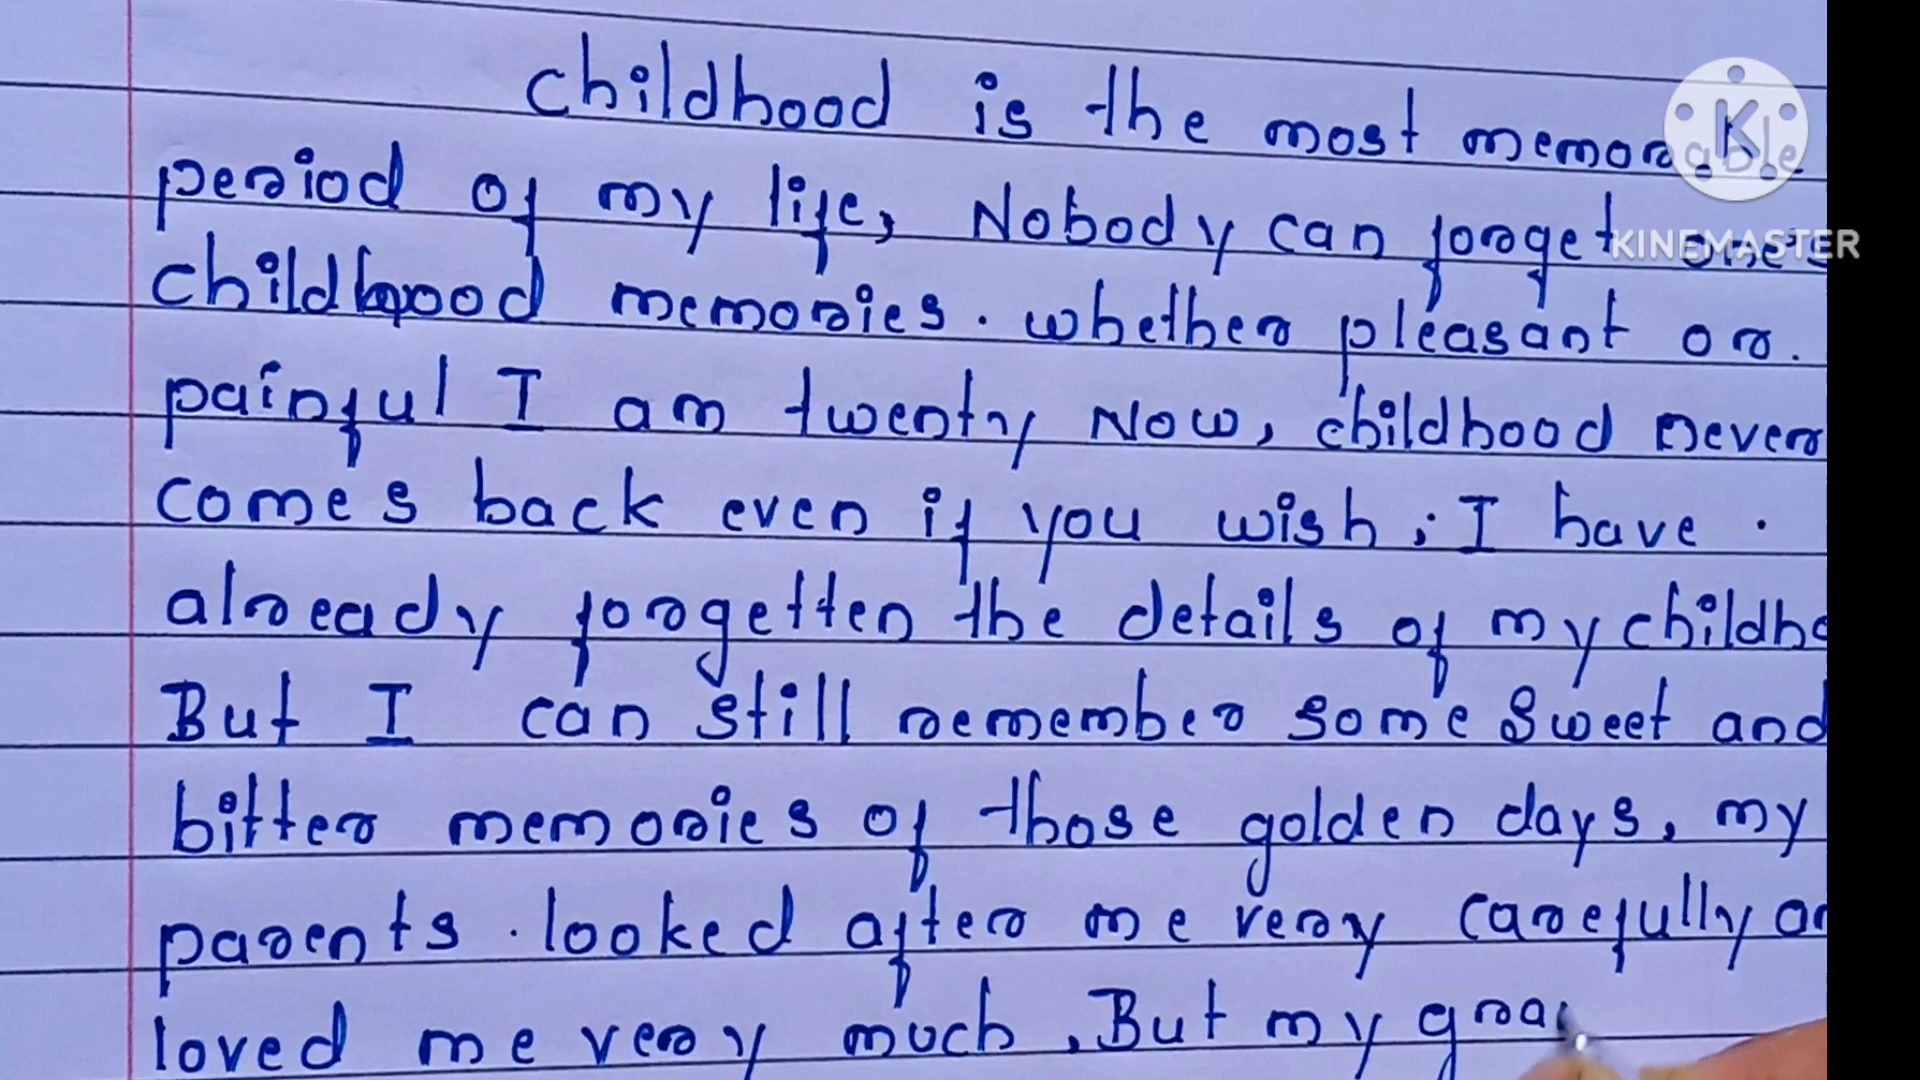 childhood is the most memorable
period of my life, Nobody can forget one's
childhood memories. whether pleasant or.
painful I am twenty Now, childhood never
comes back even if you wish, I have .
already forgetten the details of my childho
But I can still remember some sweet and
bitter memories of those golden days, my
parents . looked after me very carefully an
loved me very much, But my gra
KINEMASTER